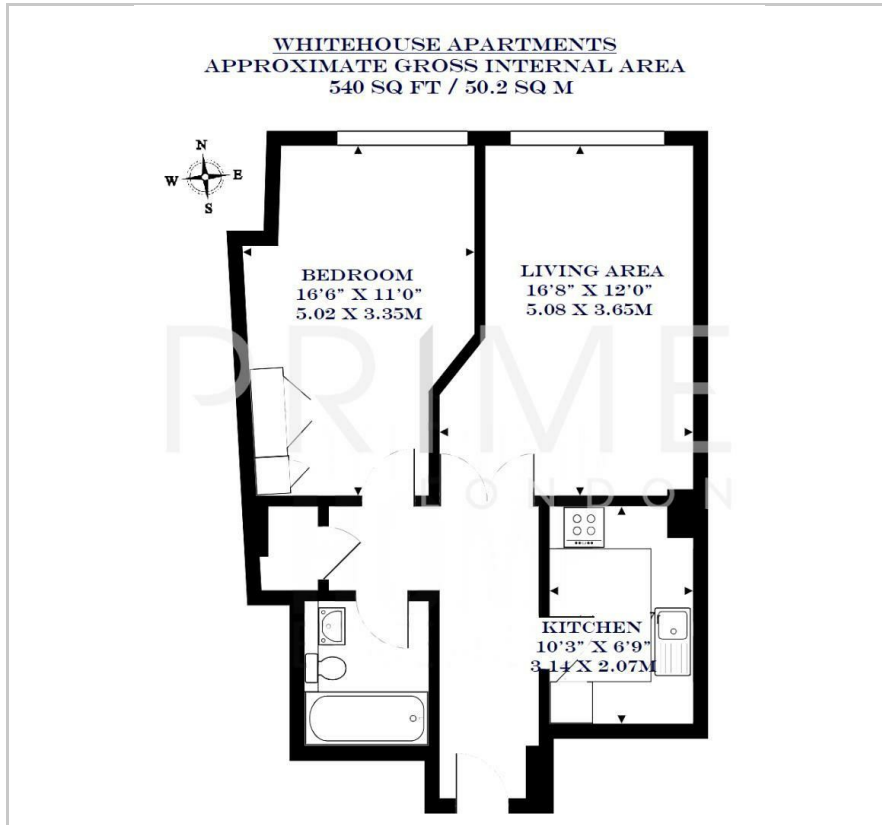 WHITEHOUSE APARTMENTS
APPROXIMATE GROSS INTERNAL AREA
540 SQ FT / 50.2 SQ M
N
W E
S
BEDROOM
16'6" X 11'0"
5.02 X 3.35M
LIVING AREA
16'8" X 12'0"
5.08 X 3.65M
PRIME
LONDON
KITCHEN
10'3" X 6'9"
3.14 X 2.07M